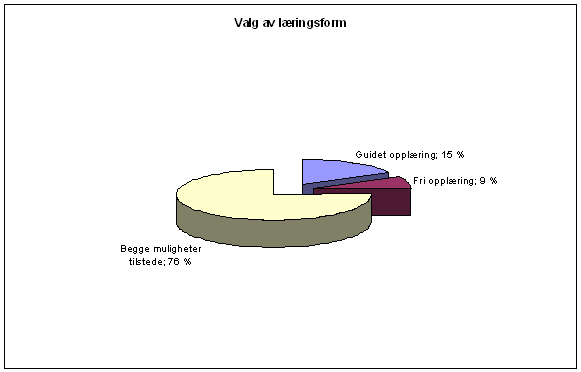 Valg av læringsform
Guidet opplæring; 15 %
Fri opplæring; 9 %
Begge muligheter
tilstede; 76 %